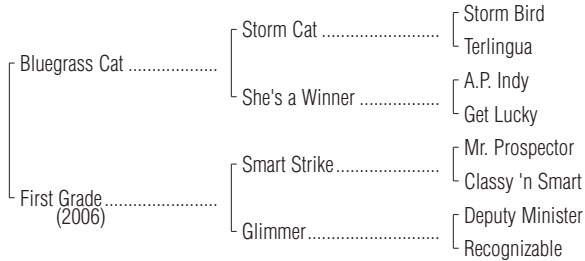 Storm Bird
Storm Cat ........................
Terlingua
Bluegrass Cat ..................
A.P. Indy
She's a Winner ................
Get Lucky
Mr. Prospector
Smart Strike .....................
Classy 'n Smart
First Grade .......................
(2006)
Deputy Minister
Glimmer ...........................
Recognizable